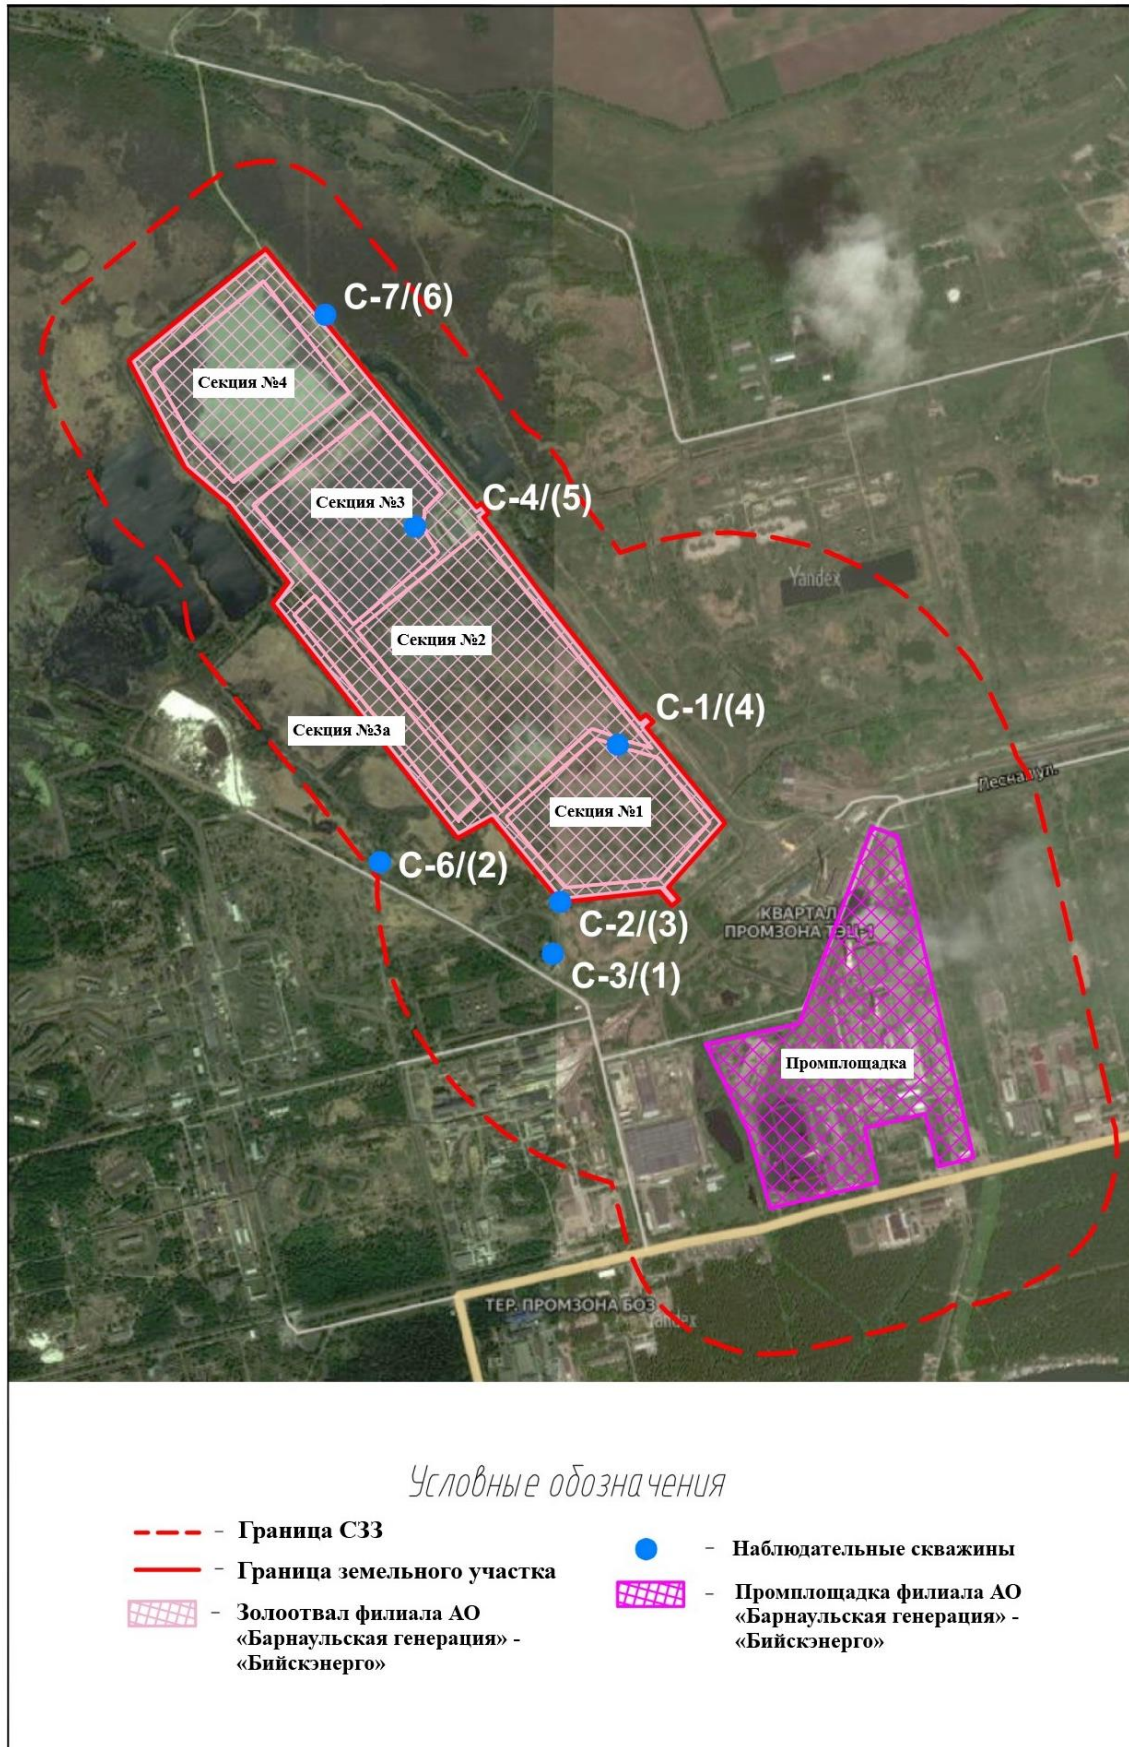 С-7/(6)
Секция №4
С-4/(5)
Секция №3
Yandex
Секция №2
С-1/(4)
Секция №3а
Лесная ул.
Секция №1
С-6/(2)
С-2/(3)
КВАРТАЛ
ПРОМЗОНА ТЭЦ-1
С-3/(1)
Промплощадка
ТЕР. ПРОМЗОНА БОЗ
Yandex
Условные обозначения
– Граница СЗЗ
– Граница земельного участка
– Золоотвал филиала АО
«Барнаульская генерация» -
«Бийскэнерго»
– Наблюдательные скважины
– Промплощадка филиала АО
«Барнаульская генерация» -
«Бийскэнерго»